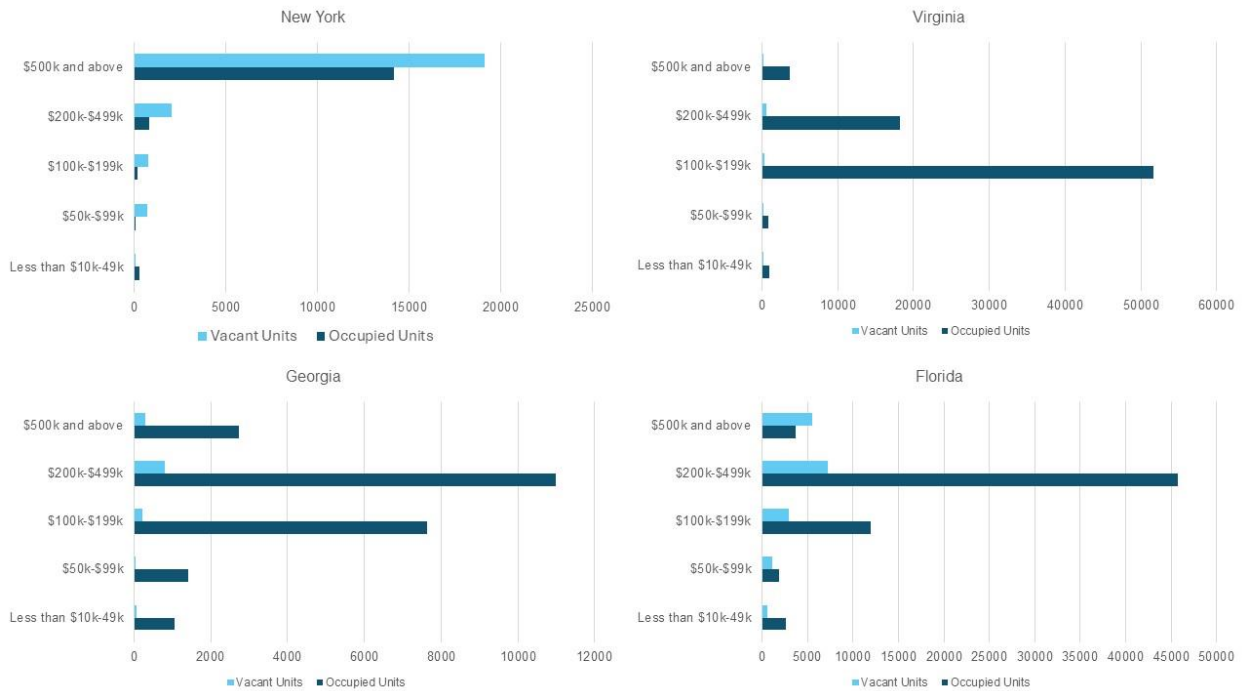 New York
0 5000 10000 15000 20000 25000
$500k and above
$200k-$499k
$100k-$199k
$50k-$99k
Less than $10k-49k
Vacant Units Occupied Units
Virginia
$500k and above
$200k-$499k
$100k-$199k
$50k-$99k
Less than $10k-49k
0 10000 20000 30000 40000 50000 60000
Vacant Units Occupied Units
Georgia
$500k and above
$200k-$499k
$100k-$199k
$50k-$99k
Less than $10k-49k
0 2000 4000 6000 8000 10000 12000
Vacant Units Occupied Units
Florida
$500k and above
$200k-$499k
$100k-$199k
$50k-$99k
Less than $10k-49k
0 5000 10000 15000 20000 25000 30000 35000 40000 45000 50000
Vacant Units Occupied Units